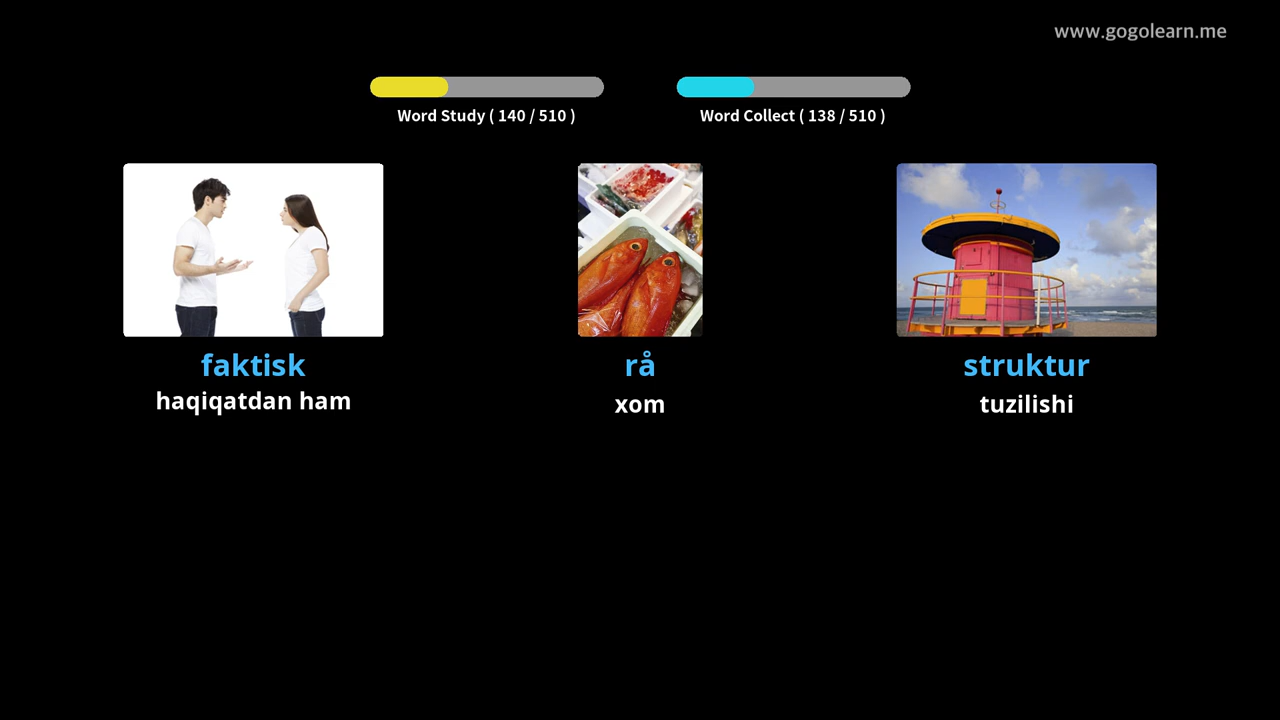 www.gogolearn.me
Word Study ( 140 / 510 )
Word Collect ( 138 / 510 )
faktisk
haqiqatdan ham
rå
xom
struktur
tuzilishi